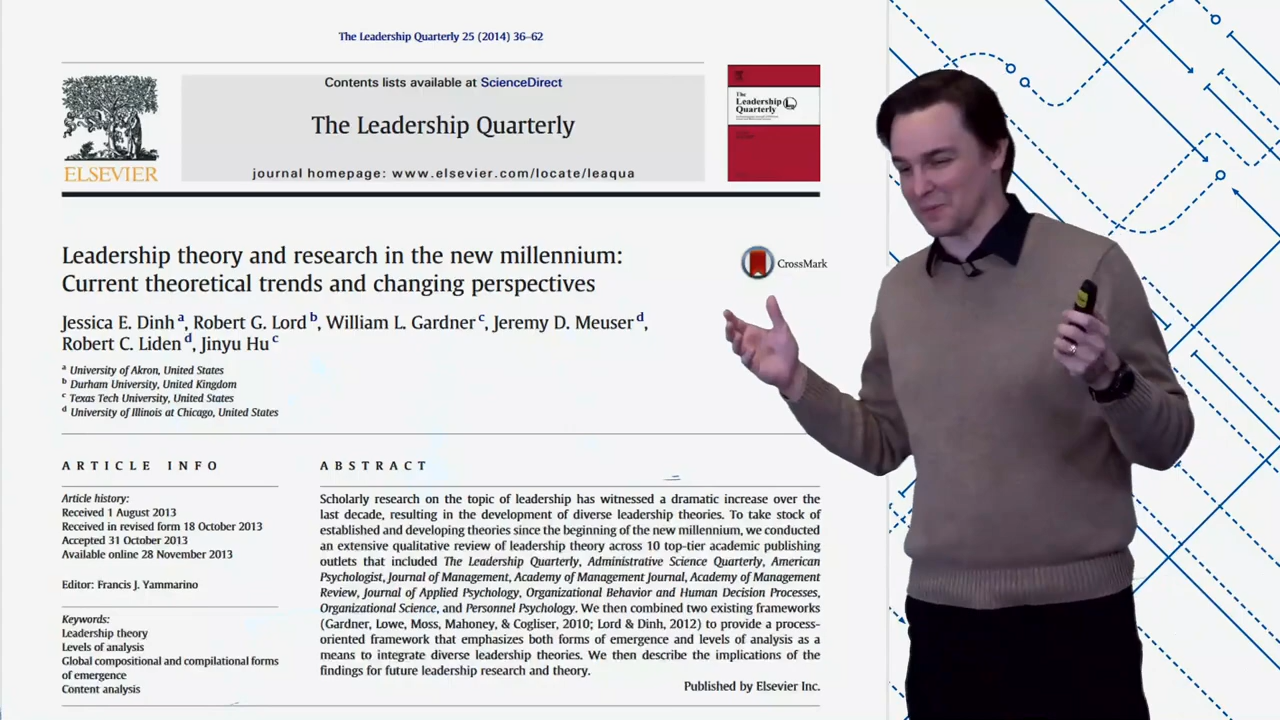 The Leadership Quarterly 25 (2014) 36–62
Contents lists available at ScienceDirect
The Leadership Quarterly
journal homepage: www.elsevier.com/locate/leaqua
ELSEVIER
The
Leadership
Quarterly
Leadership theory and research in the new millennium:
Current theoretical trends and changing perspectives
CrossMark
Jessica E. Dinh a, Robert G. Lord b, William L. Gardner c, Jeremy D. Meuser d,
Robert C. Liden d, Jinyu Hu c
a University of Akron, United States
b Durham University, United Kingdom
c Texas Tech University, United States
d University of Illinois at Chicago, United States
ARTICLE INFO
Article history:
Received 1 August 2013
Received in revised form 18 October 2013
Accepted 31 October 2013
Available online 28 November 2013
Editor: Francis J. Yammarino
Keywords:
Leadership theory
Levels of analysis
Global compositional and compilational forms
of emergence
Content analysis
ABSTRACT
Scholarly research on the topic of leadership has witnessed a dramatic increase over the
last decade, resulting in the development of diverse leadership theories. To take stock of
established and developing theories since the beginning of the new millennium, we conducted
an extensive qualitative review of leadership theory across 10 top-tier academic publishing
outlets that included The Leadership Quarterly, Administrative Science Quarterly, American
Psychologist, Journal of Management, Academy of Management Journal, Academy of Management
Review, Journal of Applied Psychology, Organizational Behavior and Human Decision Processes,
Organizational Science, and Personnel Psychology. We then combined two existing frameworks
(Gardner, Lowe, Moss, Mahoney, & Cogliser, 2010; Lord & Dinh, 2012) to provide a process-
oriented framework that emphasizes both forms of emergence and levels of analysis as a
means to integrate diverse leadership theories. We then describe the implications of the
findings for future leadership research and theory.
Published by Elsevier Inc.